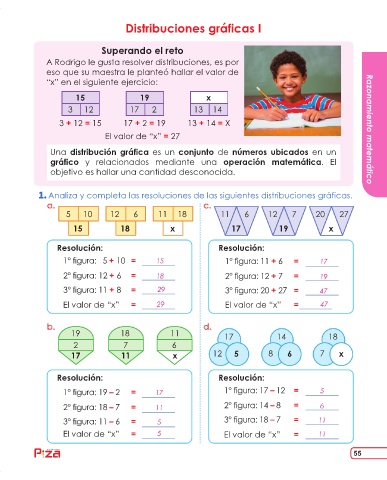 Distribuciones gráficas I
Superando el reto
A Rodrigo le gusta resolver distribuciones, es por
eso que su maestra le planteó hallar el valor de
“x” en el siguiente ejercicio:
15 19 x
3 12 17 2 13 14
3 + 12 = 15 17 + 2 = 19 13 + 14 = X
El valor de “x” = 27
Una distribución gráfica es un conjunto de números ubicados en un
gráfico y relacionados mediante una operación matemática. El
objetivo es hallar una cantidad desconocida.
Razonamiento matemático
1. Analiza y completa las resoluciones de las siguientes distribuciones gráficas.
a.
5 10 12 6 11 18
15 18 x
Resolución:
1° figura: 5 + 10 = 15
2° figura: 12 + 6 = 18
3° figura: 11 + 8 = 29
El valor de “x” = 29
c.
11 6 12 7 20 27
17 19 x
Resolución:
1° figura: 11 + 6 = 17
2° figura: 12 + 7 = 19
3° figura: 20 + 27 = 47
El valor de “x” = 47
b.
19 18 11
2 7 6
17 11 x
Resolución:
1° figura: 19 – 2 = 17
2° figura: 18 – 7 = 11
3° figura: 11 – 6 = 5
El valor de “x” = 5
d.
17 14 18
12 5 8 6 7 x
Resolución:
1° figura: 17 – 12 = 5
2° figura: 14 – 8 = 6
3° figura: 18 – 7 = 11
El valor de “x” = 11
Pza
55